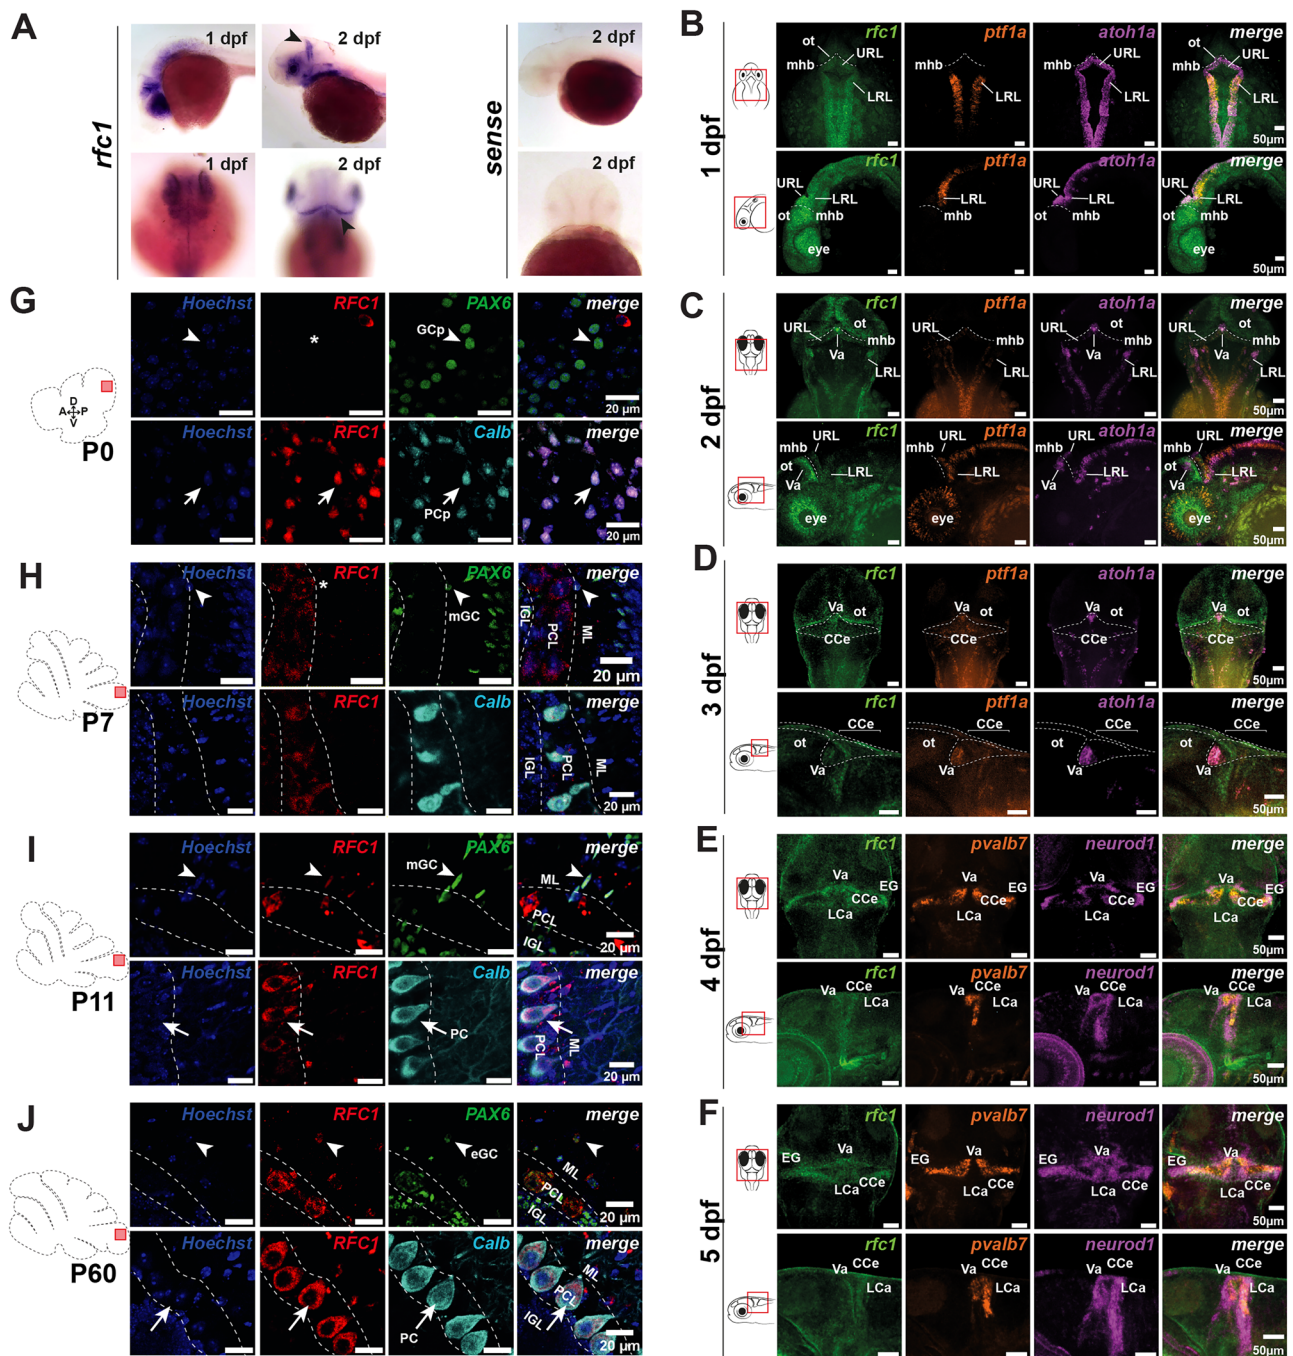 A
rfc1
1 dpf
2 dpf
1 dpf
2 dpf
sense
2 dpf
2 dpf
B
1 dpf
rfc1
ptf1a
atoh1a
merge
ot
URL
mhb
LRL
mhb
LRL
URL
LRL
URL
LRL
50µm
rfc1
ptf1a
atoh1a
merge
URL
LRL
ot
mhb
eye
LRL
mhb
URL
LRL
ot
mhb
URL
LRL
ot
mhb
eye
50µm
C
2 dpf
rfc1
ptf1a
atoh1a
merge
URL
ot
mhb
Va
LRL
URL
mhb
LRL
URL
ot
mhb
Va
LRL
URL
ot
mhb
Va
LRL
50µm
rfc1
ptf1a
atoh1a
merge
mhb
URL
ot
Va
LRL
eye
mhb
URL
LRL
eye
mhb
URL
ot
Va
LRL
mhb
URL
ot
Va
LRL
eye
50µm
D
3 dpf
rfc1
ptf1a
atoh1a
merge
Va
ot
CCe
Va
ot
CCe
Va
ot
CCe
Va
ot
CCe
50µm
rfc1
ptf1a
atoh1a
merge
CCe
ot
Va
CCe
ot
Va
CCe
ot
Va
CCe
ot
Va
50µm
E
4 dpf
rfc1
pvalb7
neurod1
merge
Va
EG
CCe
LCa
Va
EG
CCe
LCa
Va
EG
CCe
LCa
Va
EG
CCe
LCa
50µm
rfc1
pvalb7
neurod1
merge
Va
CCe
LCa
Va
CCe
LCa
Va
CCe
LCa
Va
CCe
LCa
50µm
F
5 dpf
rfc1
pvalb7
neurod1
merge
EG
Va
LCa
CCe
EG
Va
LCa
CCe
EG
Va
LCa
CCe
EG
Va
LCa
CCe
50µm
rfc1
pvalb7
neurod1
merge
Va
CCe
LCa
Va
CCe
LCa
Va
CCe
LCa
Va
CCe
LCa
50µm
G
D
A
P
V
P0
Hoechst
RFC1
PAX6
merge
*
GCp
20 µm
Hoechst
RFC1
Calb
merge
PCp
20 µm
H
P7
Hoechst
RFC1
PAX6
merge
*
mGC
IGL
PCL
ML
20 µm
Hoechst
RFC1
Calb
merge
IGL
PCL
ML
20 µm
I
P11
Hoechst
RFC1
PAX6
merge
mGC
ML
PCL
IGL
20 µm
Hoechst
RFC1
Calb
merge
PC
PCL
ML
20 µm
J
P60
Hoechst
RFC1
PAX6
merge
eGC
ML
PCL
IGL
20 µm
Hoechst
RFC1
Calb
merge
PC
ML
PCL
IGL
20 µm